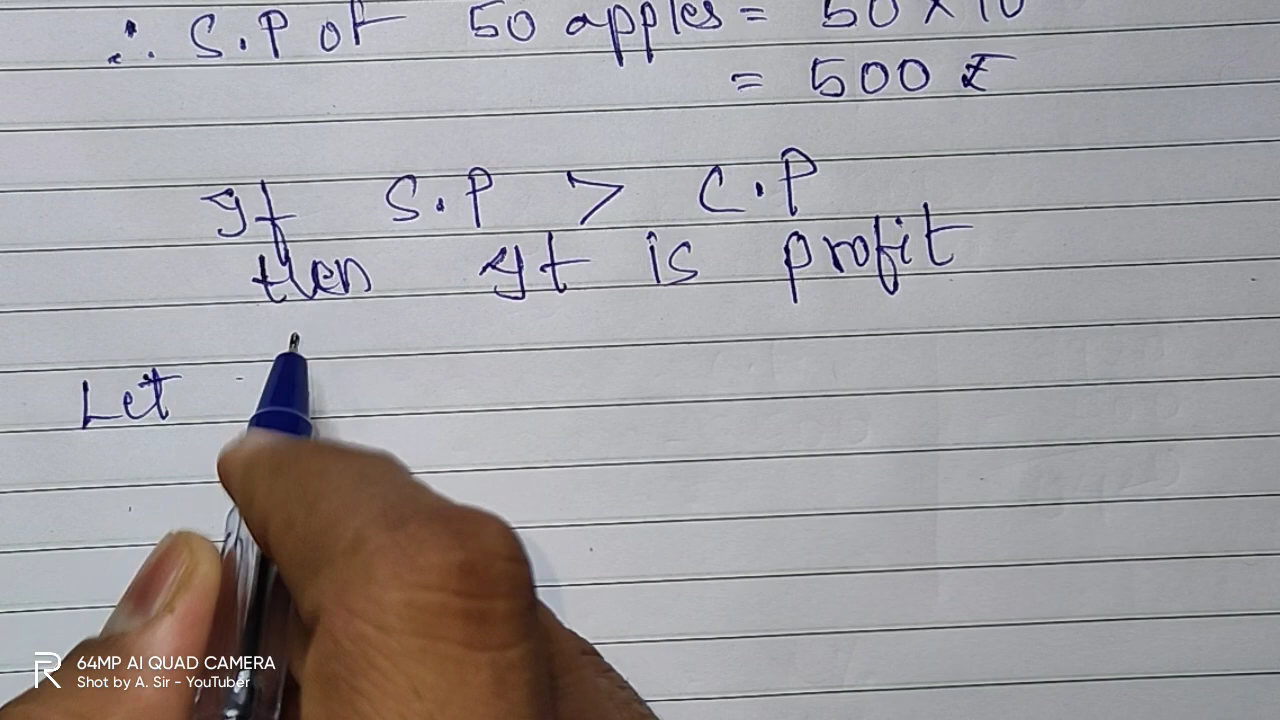 ∴ S.P of 50 apples = 50 × 10
= 500 ₹
If S.P > C.P
then It is profit
Let
64MP AI QUAD CAMERA
Shot by A. Sir - YouTuber